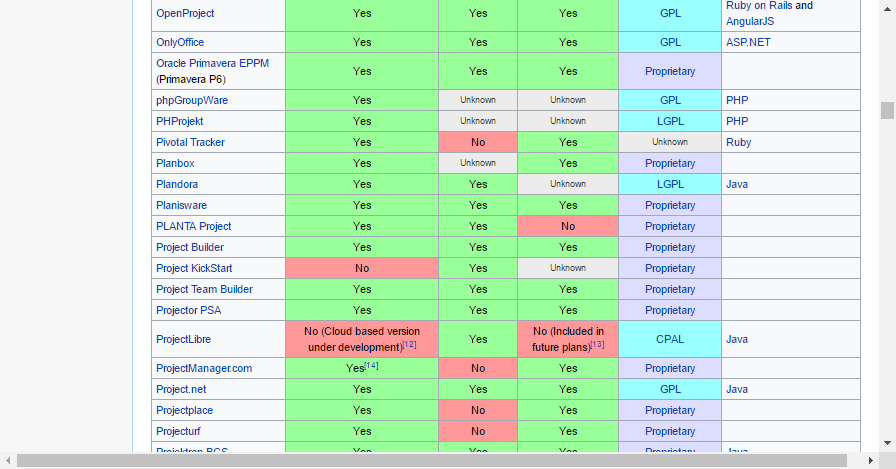 OpenProject Yes Yes Yes GPL Ruby on Rails and
AngularJS
OnlyOffice Yes Yes Yes GPL ASP.NET
Oracle Primavera EPPM
(Primavera P6) Yes Yes Yes Proprietary
phpGroupWare Yes Unknown Unknown GPL PHP
PHProjekt Yes Unknown Unknown LGPL PHP
Pivotal Tracker Yes No Yes Unknown Ruby
Planbox Yes Unknown Yes Proprietary
Plandora Yes Yes Unknown LGPL Java
Planisware Yes Yes Yes Proprietary
PLANTA Project Yes Yes No Proprietary
Project Builder Yes Yes Yes Proprietary
Project KickStart No Yes Unknown Proprietary
Project Team Builder Yes Yes Yes Proprietary
Projector PSA Yes Yes Yes Proprietary
ProjectLibre No (Cloud based version
under development)[12] Yes No (Included in
future plans)[13] CPAL Java
ProjectManager.com Yes[14] No Yes Proprietary
Project.net Yes Yes Yes GPL Java
Projectplace Yes No Yes Proprietary
Projecturf Yes No Yes Proprietary
Projektron BCS Yes Yes Yes Proprietary Java